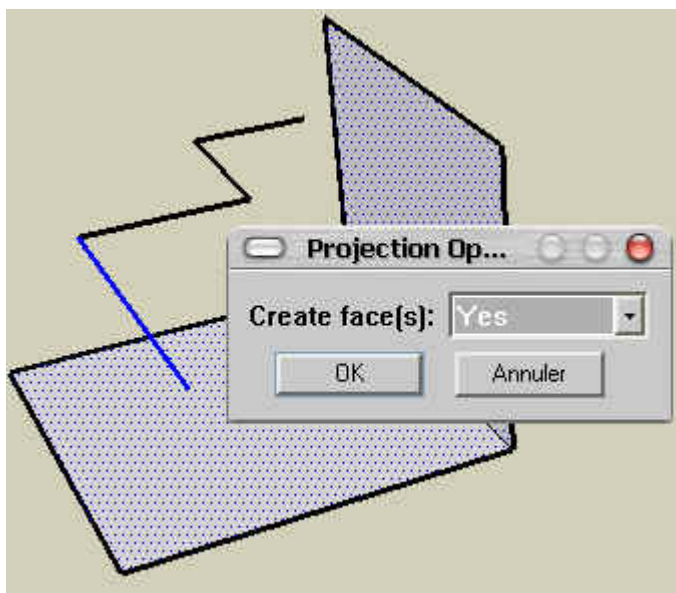 Projection Op...
Create face(s): Yes
OK Annuler